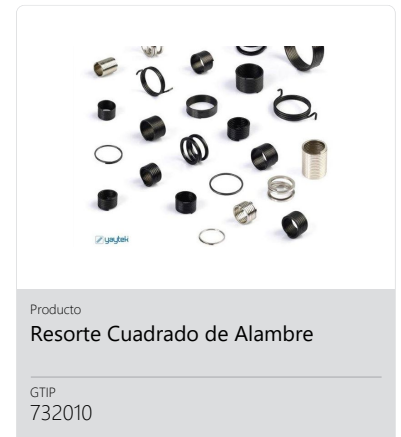 yaytek
Producto
Resorte Cuadrado de Alambre
GTIP
732010